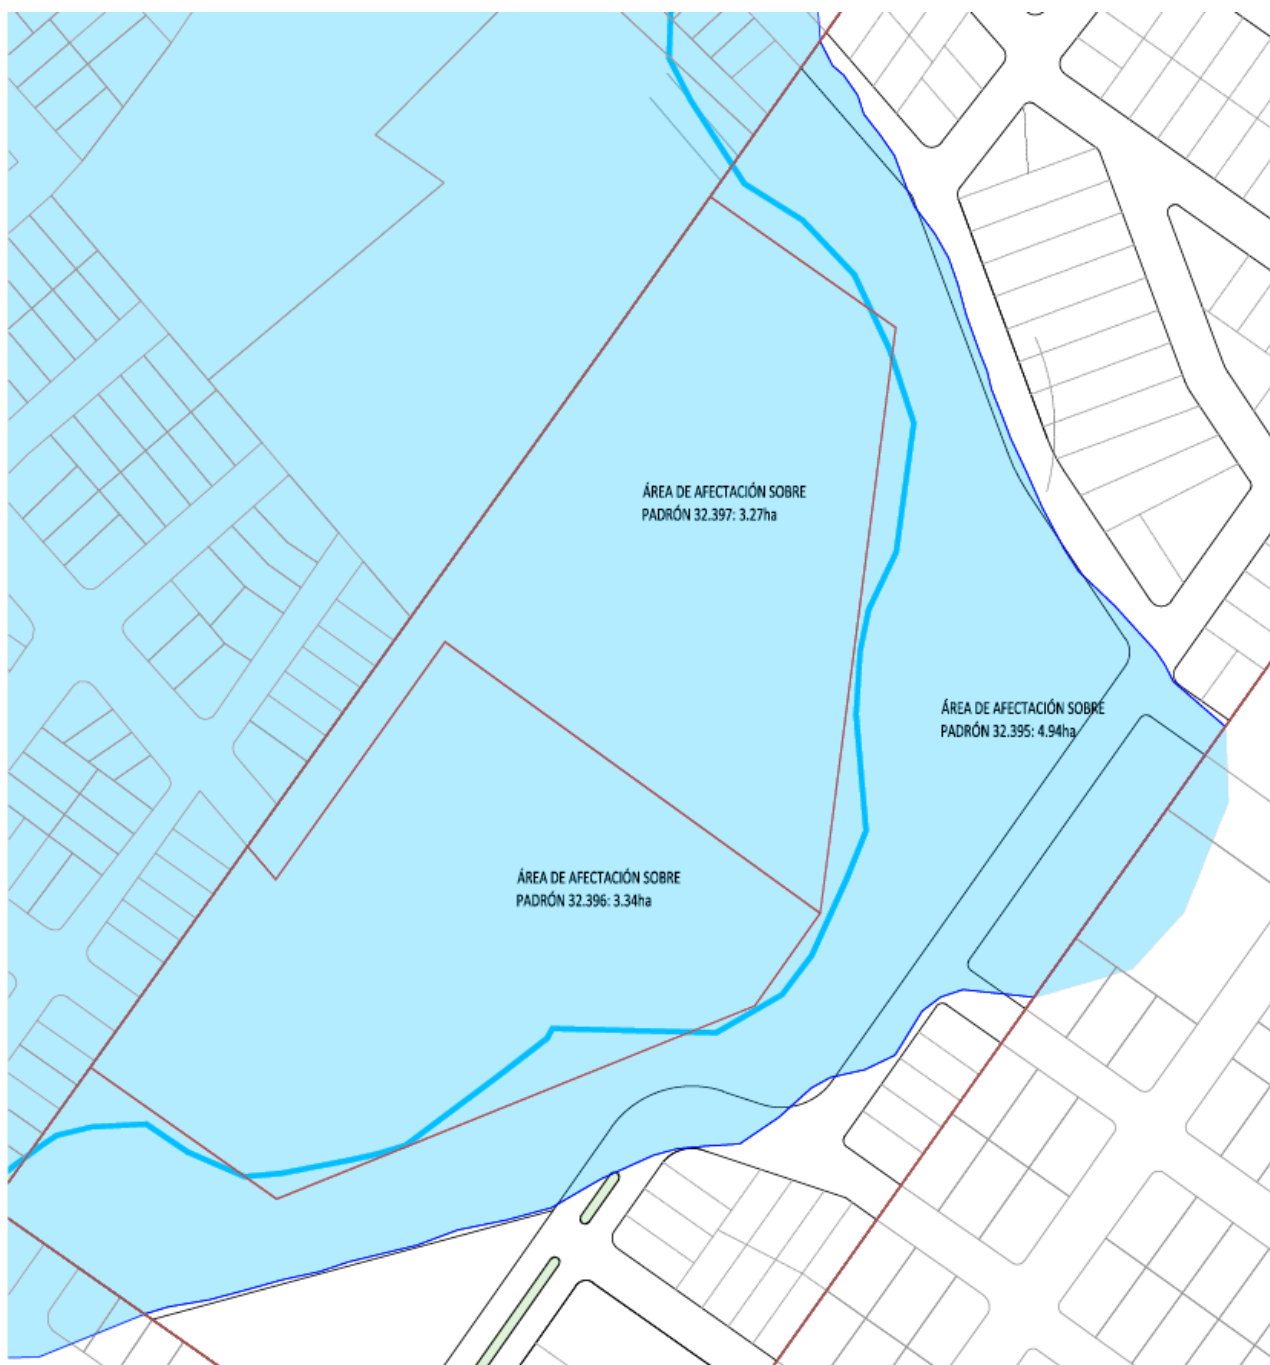 ÁREA DE AFECTACIÓN SOBRE
PADRÓN 32.397: 3.27ha
ÁREA DE AFECTACIÓN SOBRE
PADRÓN 32.395: 4.94ha
ÁREA DE AFECTACIÓN SOBRE
PADRÓN 32.396: 3.34ha